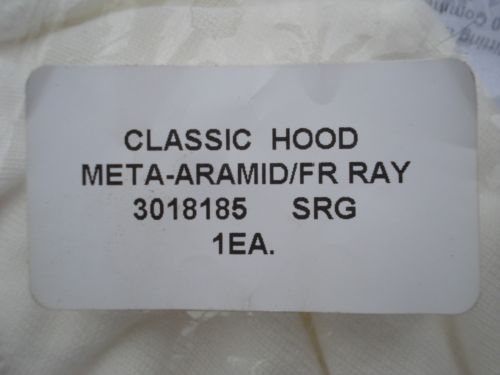 CLASSIC HOOD
META-ARAMID/FR RAY
3018185 SRG
1EA.